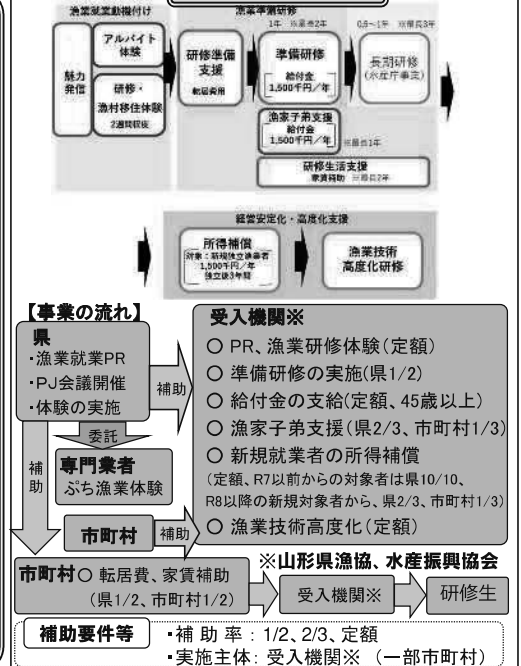 漁業就業動機付け
漁業準備研修
魅力
発信
アルバイト
体験
研修・
漁村移住体験
2週間程度
研修準備
支援
転居費用
1年 ※最長2年
準備研修
給付金
1,500千円／年
漁家子弟支援
給付金
1,500千円／年
※最長1年
研修生活支援
家賃補助 ※最長2年
0.5～1年 ※最長3年
長期研修
(水産庁事業)
経営安定化・高度化支援
所得補償
対象：新規独立漁業者
1,500千円／年
独立後3年間
漁業技術
高度化研修
【事業の流れ】
県
・漁業就業PR
・PJ会議開催
・体験の実施
補助
委託
専門業者
ぷち漁業体験
補助
市町村
補助
受入機関※
○ PR、漁業研修体験(定額)
○ 準備研修の実施(県1/2)
○ 給付金の支給(定額、45歳以上)
○ 漁家子弟支援(県2/3、市町村1/3)
○ 新規就業者の所得補償
(定額、R7以前からの対象者は県10/10、
R8以降の新規対象者から、県2/3、市町村1/3)
○ 漁業技術高度化(定額)
※山形県漁協、水産振興協会
市町村○ 転居費、家賃補助
(県1/2、市町村1/2)
受入機関※
研修生
補助要件等
・補 助 率 : 1/2、2/3、定額
・実施主体: 受入機関※ (一部市町村)